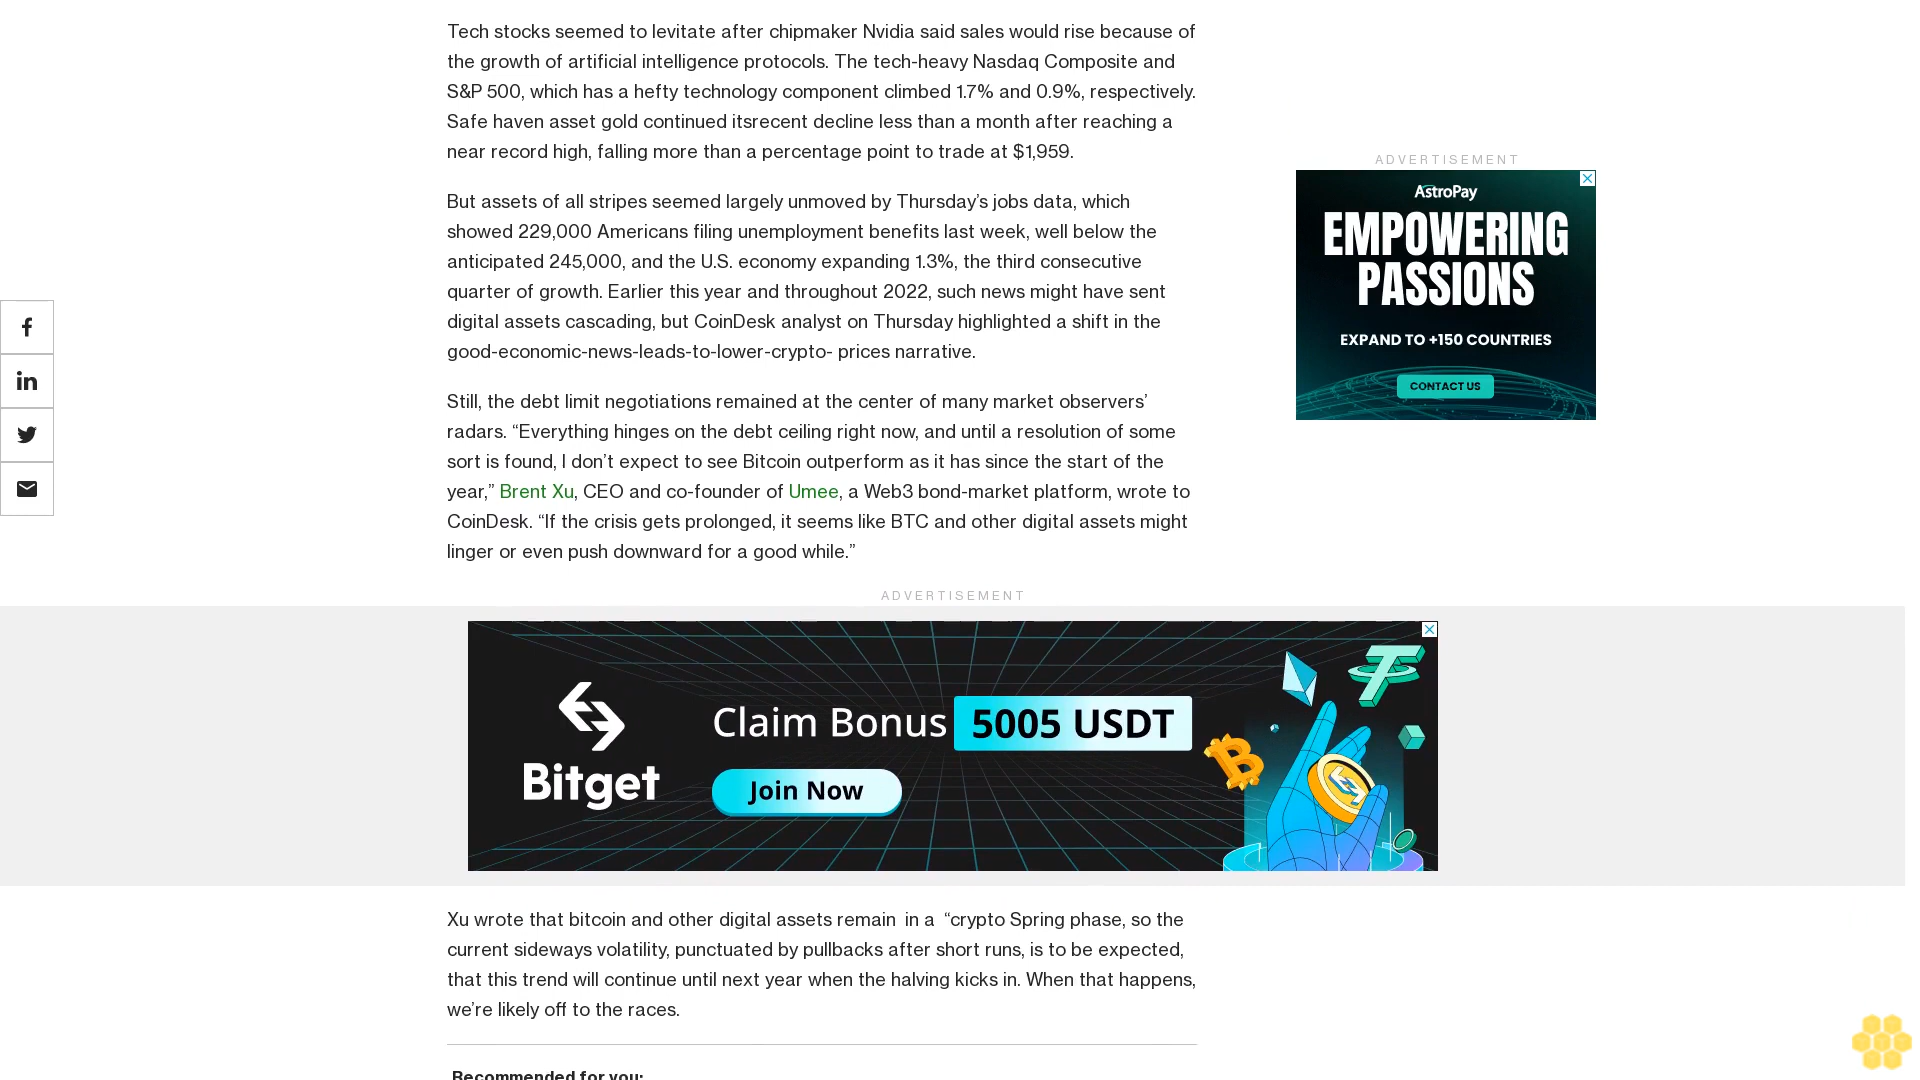 Tech stocks seemed to levitate after chipmaker Nvidia said sales would rise because of
the growth of artificial intelligence protocols. The tech-heavy Nasdaq Composite and
S&P 500, which has a hefty technology component climbed 1.7% and 0.9%, respectively.
Safe haven asset gold continued itsrecent decline less than a month after reaching a
near record high, falling more than a percentage point to trade at $1,959.
ADVERTISEMENT
AstroPay
EMPOWERING
PASSIONS
EXPAND TO +150 COUNTRIES
CONTACT US
But assets of all stripes seemed largely unmoved by Thursday’s jobs data, which
showed 229,000 Americans filing unemployment benefits last week, well below the
anticipated 245,000, and the U.S. economy expanding 1.3%, the third consecutive
quarter of growth. Earlier this year and throughout 2022, such news might have sent
digital assets cascading, but CoinDesk analyst on Thursday highlighted a shift in the
good-economic-news-leads-to-lower-crypto- prices narrative.
Still, the debt limit negotiations remained at the center of many market observers’
radars. “Everything hinges on the debt ceiling right now, and until a resolution of some
sort is found, I don’t expect to see Bitcoin outperform as it has since the start of the
year,” Brent Xu, CEO and co-founder of Umee, a Web3 bond-market platform, wrote to
CoinDesk. “If the crisis gets prolonged, it seems like BTC and other digital assets might
linger or even push downward for a good while.”
ADVERTISEMENT
Bitget
Claim Bonus 5005 USDT
Join Now
Xu wrote that bitcoin and other digital assets remain  in a  “crypto Spring phase, so the
current sideways volatility, punctuated by pullbacks after short runs, is to be expected,
that this trend will continue until next year when the halving kicks in. When that happens,
we’re likely off to the races.
Recommended for you: